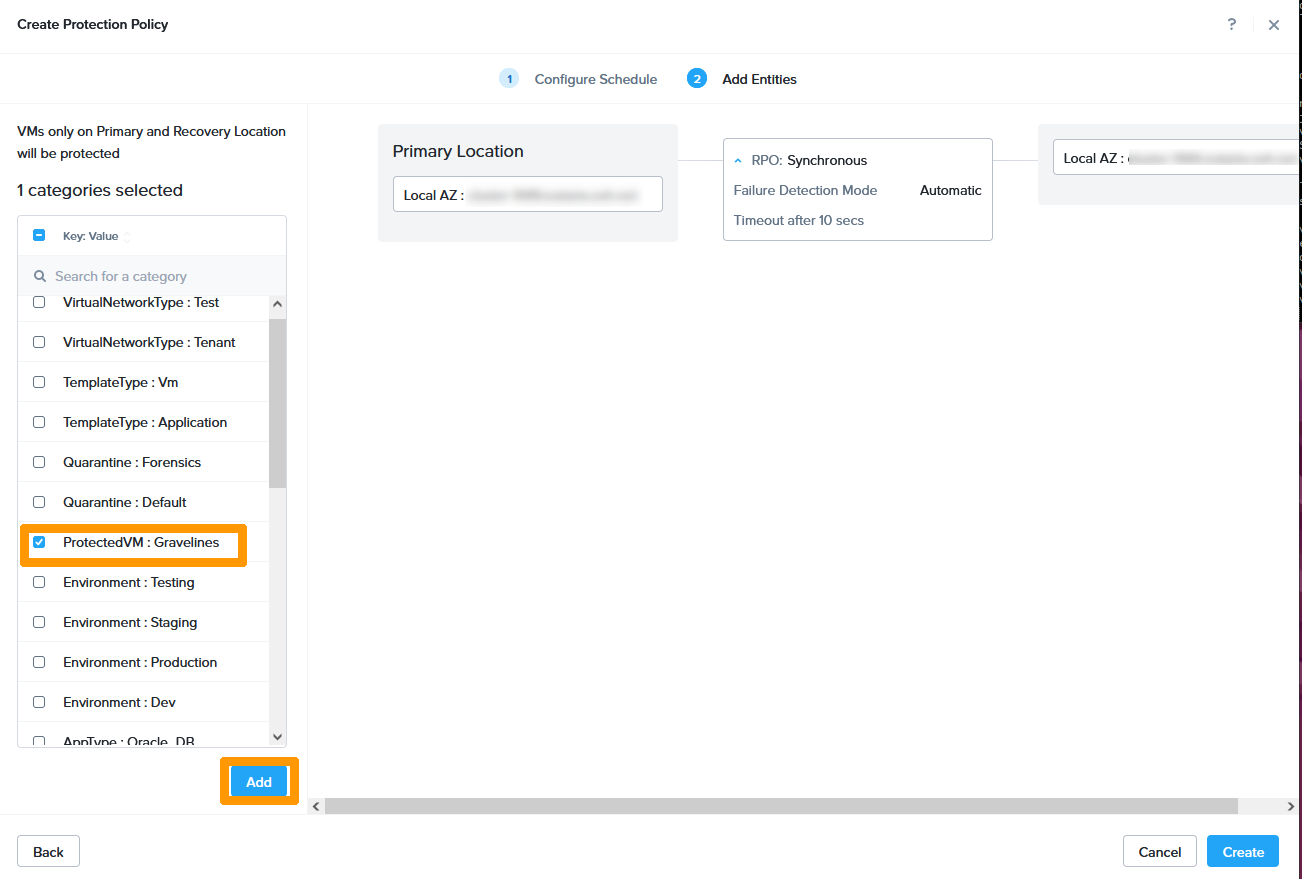 Create Protection Policy
?
1 Configure Schedule
2 Add Entities
VMs only on Primary and Recovery Location
will be protected
1 categories selected
Key: Value
Search for a category
VirtualNetworkType : Test
VirtualNetworkType : Tenant
TemplateType : Vm
TemplateType : Application
Quarantine : Forensics
Quarantine : Default
ProtectedVM : Gravelines
Environment : Testing
Environment : Staging
Environment : Production
Environment : Dev
AppType : Oracle_DB
Add
Primary Location
Local AZ :
RPO: Synchronous
Failure Detection Mode Automatic
Timeout after 10 secs
Local AZ :
Back
Cancel
Create